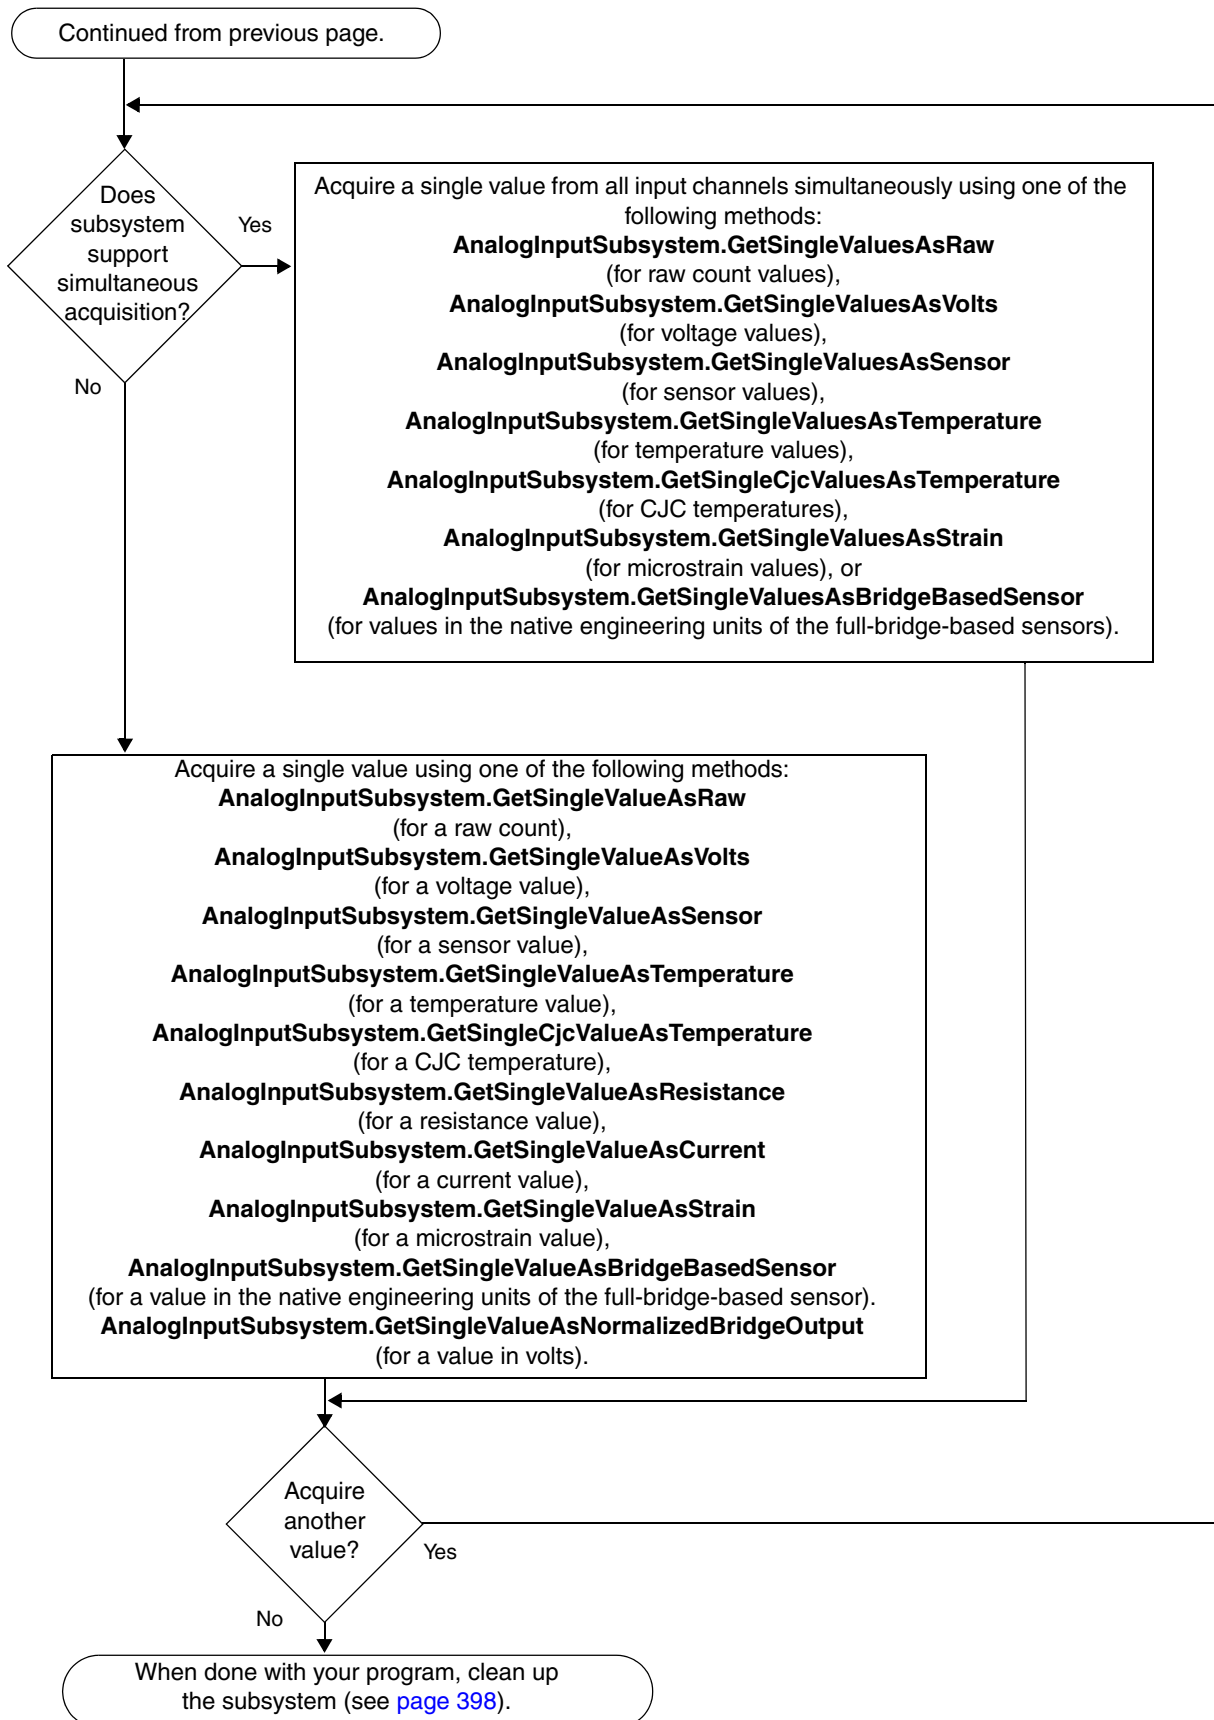 Continued from previous page.
Does
subsystem
support
simultaneous
acquisition?
Yes
No
Acquire a single value from all input channels simultaneously using one of the
following methods:
AnalogInputSubsystem.GetSingleValuesAsRaw
(for raw count values),
AnalogInputSubsystem.GetSingleValuesAsVolts
(for voltage values),
AnalogInputSubsystem.GetSingleValuesAsSensor
(for sensor values),
AnalogInputSubsystem.GetSingleValuesAsTemperature
(for temperature values),
AnalogInputSubsystem.GetSingleCjcValuesAsTemperature
(for CJC temperatures),
AnalogInputSubsystem.GetSingleValuesAsStrain
(for microstrain values), or
AnalogInputSubsystem.GetSingleValuesAsBridgeBasedSensor
(for values in the native engineering units of the full-bridge-based sensors).
Acquire a single value using one of the following methods:
AnalogInputSubsystem.GetSingleValueAsRaw
(for a raw count),
AnalogInputSubsystem.GetSingleValueAsVolts
(for a voltage value),
AnalogInputSubsystem.GetSingleValueAsSensor
(for a sensor value),
AnalogInputSubsystem.GetSingleValueAsTemperature
(for a temperature value),
AnalogInputSubsystem.GetSingleCjcValueAsTemperature
(for a CJC temperature),
AnalogInputSubsystem.GetSingleValueAsResistance
(for a resistance value),
AnalogInputSubsystem.GetSingleValueAsCurrent
(for a current value),
AnalogInputSubsystem.GetSingleValueAsStrain
(for a microstrain value),
AnalogInputSubsystem.GetSingleValueAsBridgeBasedSensor
(for a value in the native engineering units of the full-bridge-based sensor).
AnalogInputSubsystem.GetSingleValueAsNormalizedBridgeOutput
(for a value in volts).
Acquire
another
value?
Yes
No
When done with your program, clean up
the subsystem (see page 398).